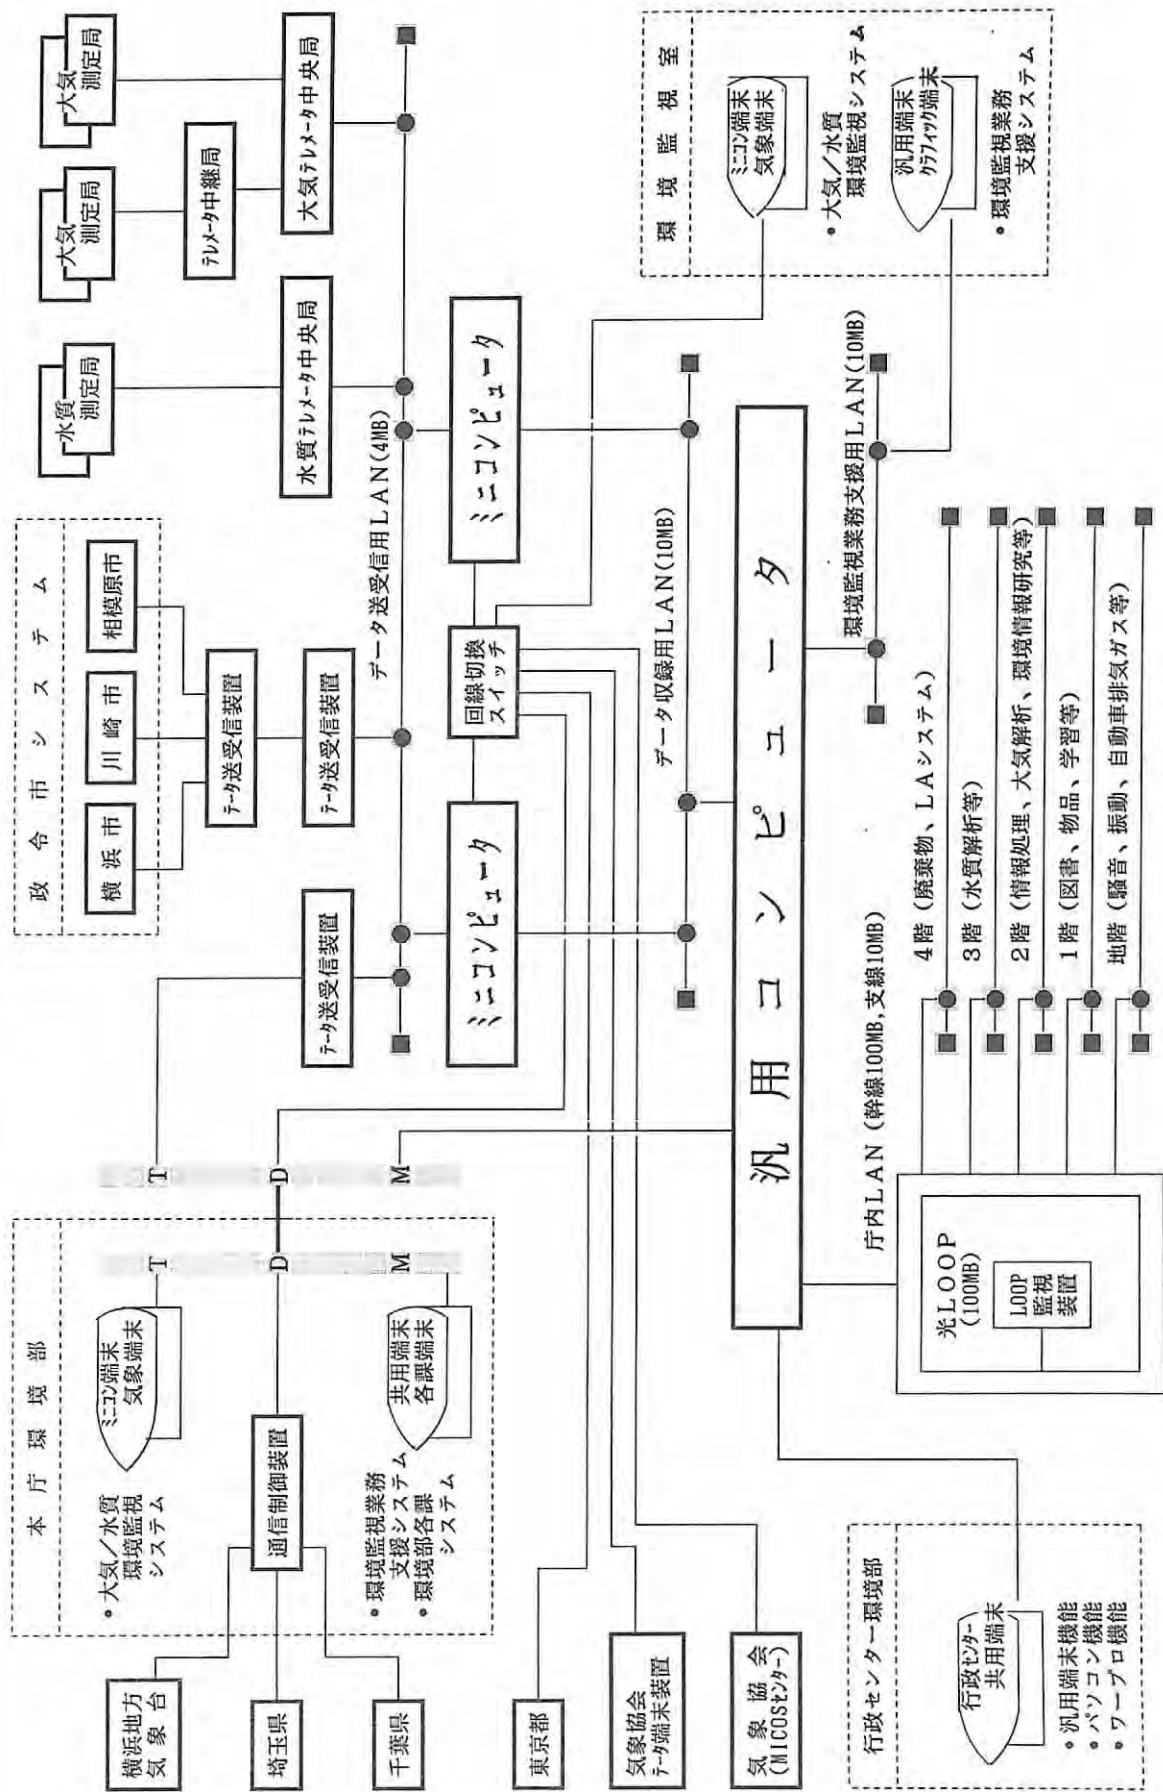 本庁環境部
ミニコン端末
気象端末
• 大気／水質
環境監視
システム
通信制御装置
共用端末
各課端末
• 環境監視業務
支援システム
• 環境部各課
システム
T
D
M
T
D
M
横浜地方
気象台
埼玉県
千葉県
東京都
気象協会
データ端末装置
気象協会
(MICOSセンター)
行政センター環境部
行政センター
共用端末
• 汎用端末機能
• パソコン機能
• ワープロ機能
政令市システム
横浜市
川崎市
相模原市
データ送受信装置
データ送受信装置
データ送受信装置
水質
測定局
大気
測定局
大気
測定局
テレメータ中継局
水質テレメータ中央局
大気テレメータ中央局
データ送受信用LAN(4MB)
ミニコンピュータ
回線切換
スイッチ
ミニコンピュータ
データ収録用LAN(10MB)
汎用コンピュータ
環境監視室
ミニコン端末
気象端末
• 大気／水質
環境監視システム
汎用端末
グラフィック端末
• 環境監視業務
支援システム
環境監視業務支援用LAN(10MB)
庁内LAN（幹線100MB,支線10MB）
光LOOP
(100MB)
LOOP
監視
装置
4階（廃棄物、LAシステム）
3階（水質解析等）
2階（情報処理、大気解析、環境情報研究等）
1階（図書、物品、学習等）
地階（騒音、振動、自動車排気ガス等）